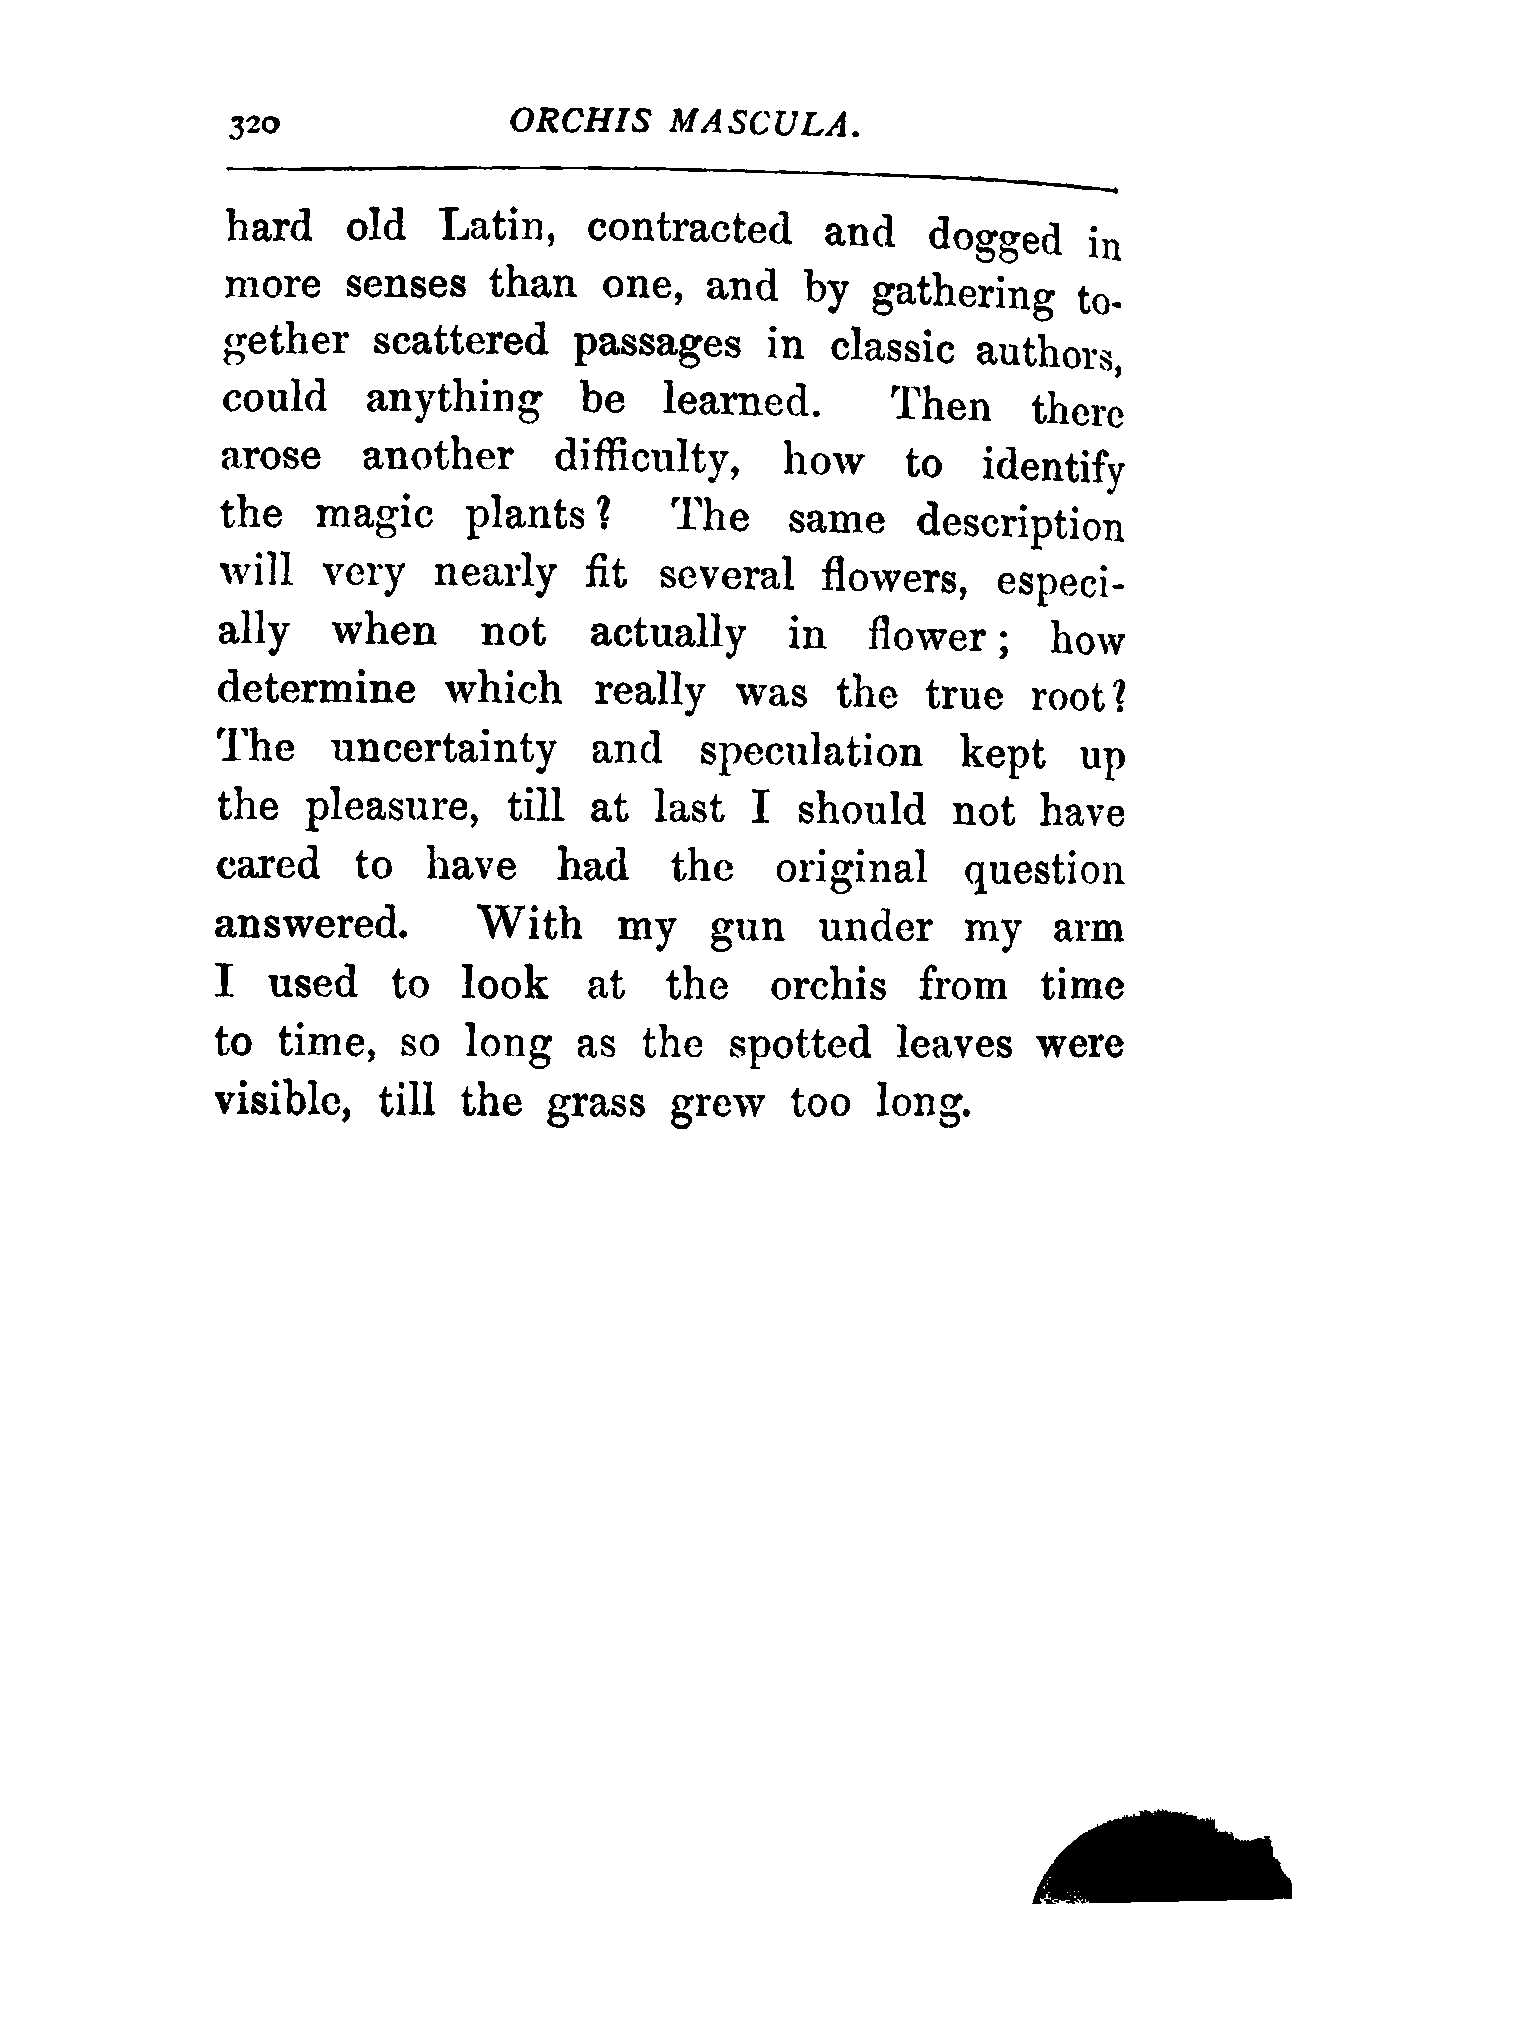 320 ORCHIS MASCULA.
hard old Latin, contracted and dogged in
more senses than one, and by gathering to-
gether scattered passages in classic authors,
could anything be learned. Then there
arose another difficulty, how to identify
the magic plants? The same description
will very nearly fit several flowers, especi-
ally when not actually in flower; how
determine which really was the true root?
The uncertainty and speculation kept up
the pleasure, till at last I should not have
cared to have had the original question
answered. With my gun under my arm
I used to look at the orchis from time
to time, so long as the spotted leaves were
visible, till the grass grew too long.